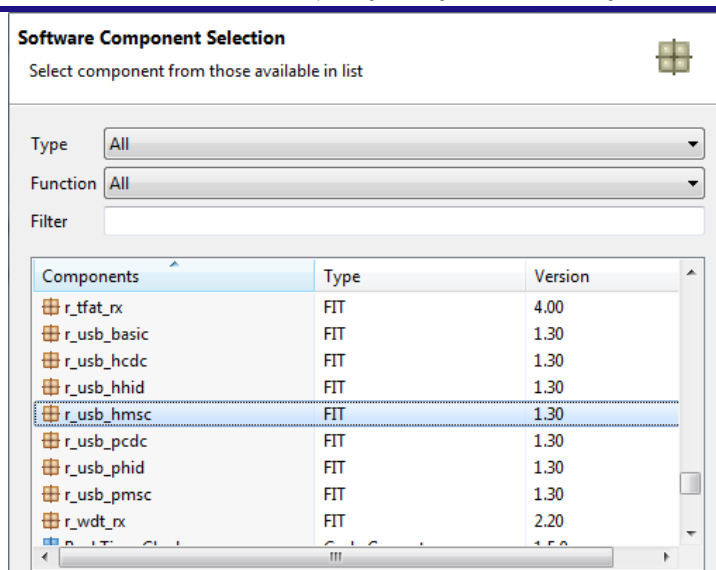 Software Component Selection
Select component from those available in list
Type All
Function All
Filter
Components Type Version
r_tfat_rx FIT 4.00
r_usb_basic FIT 1.30
r_usb_hcdc FIT 1.30
r_usb_hhid FIT 1.30
r_usb_hmsc FIT 1.30
r_usb_pcdc FIT 1.30
r_usb_phid FIT 1.30
r_usb_pmsc FIT 1.30
r_wdt_rx FIT 2.20